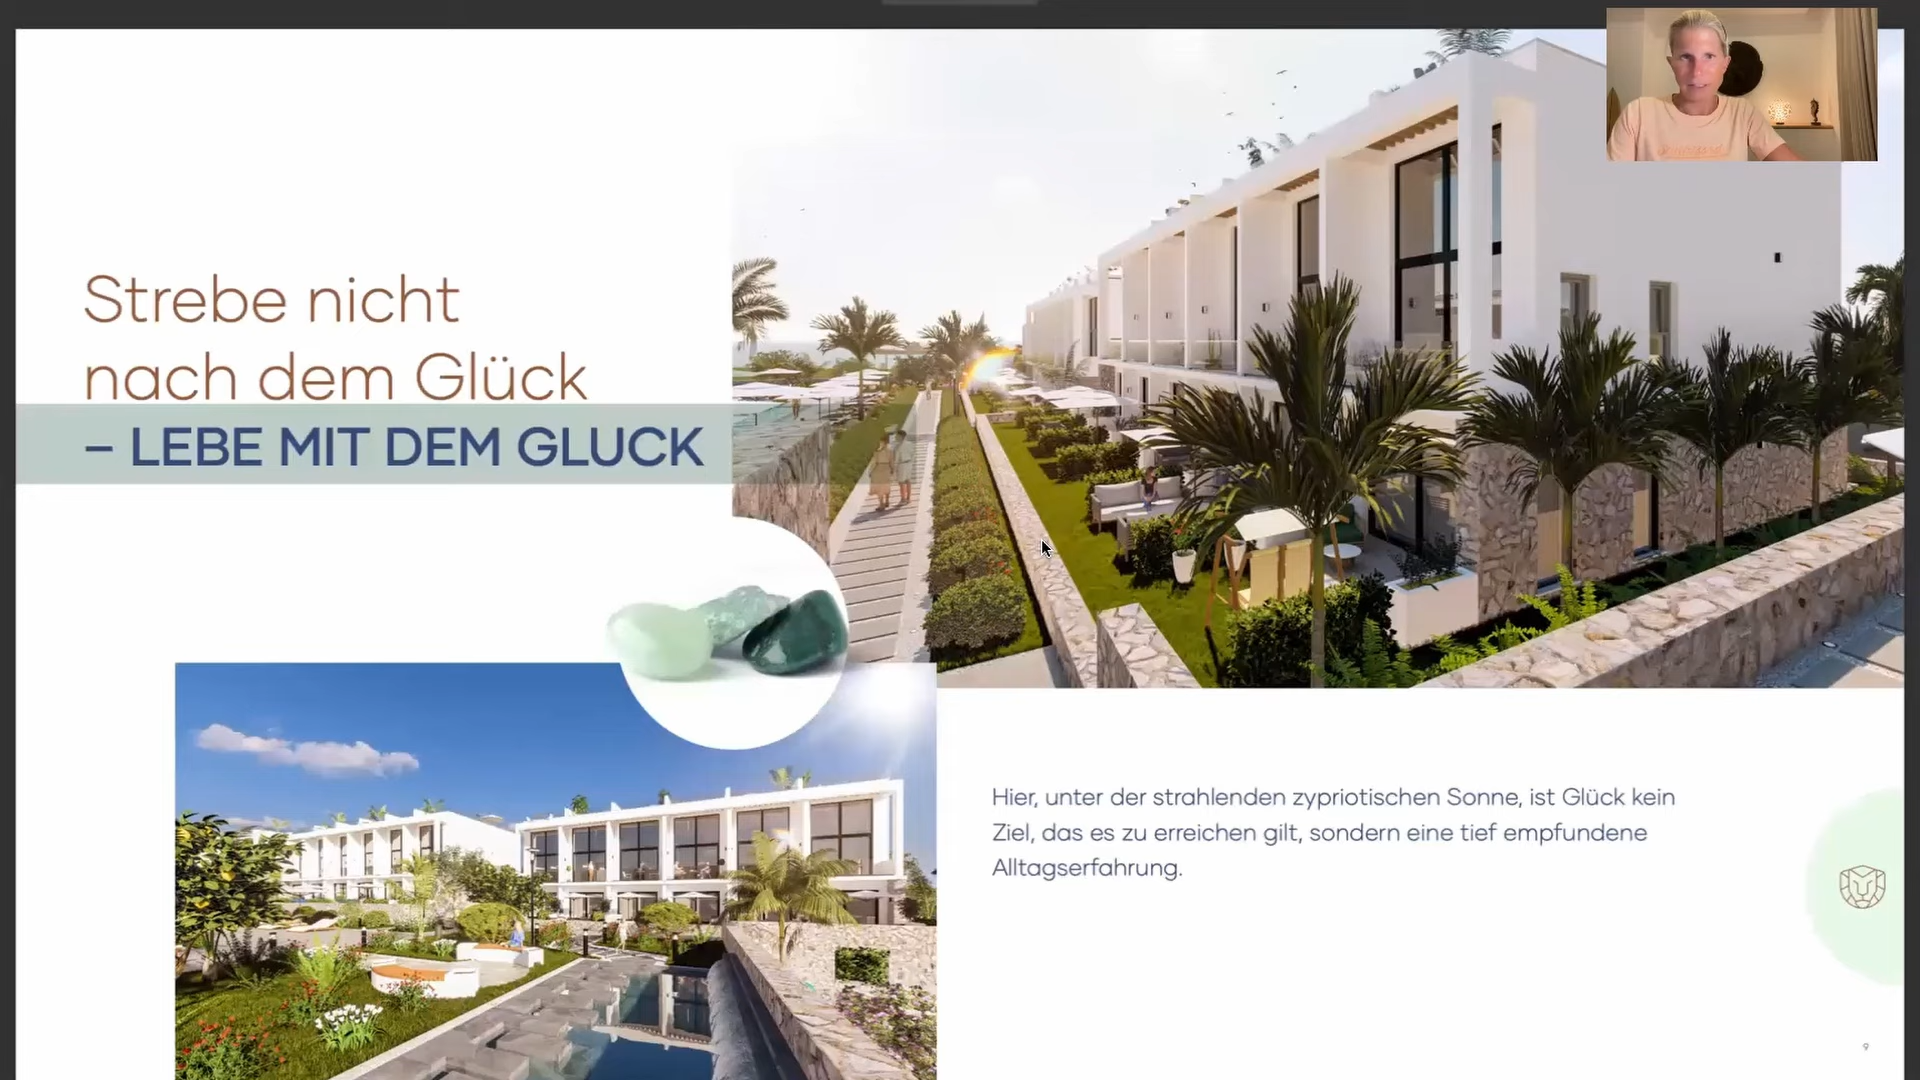 Strebe nicht
nach dem Glück
– LEBE MIT DEM GLUCK
Hier, unter der strahlenden zypriotischen Sonne, ist Glück kein
Ziel, das es zu erreichen gilt, sondern eine tief empfundene
Alltagserfahrung.
9